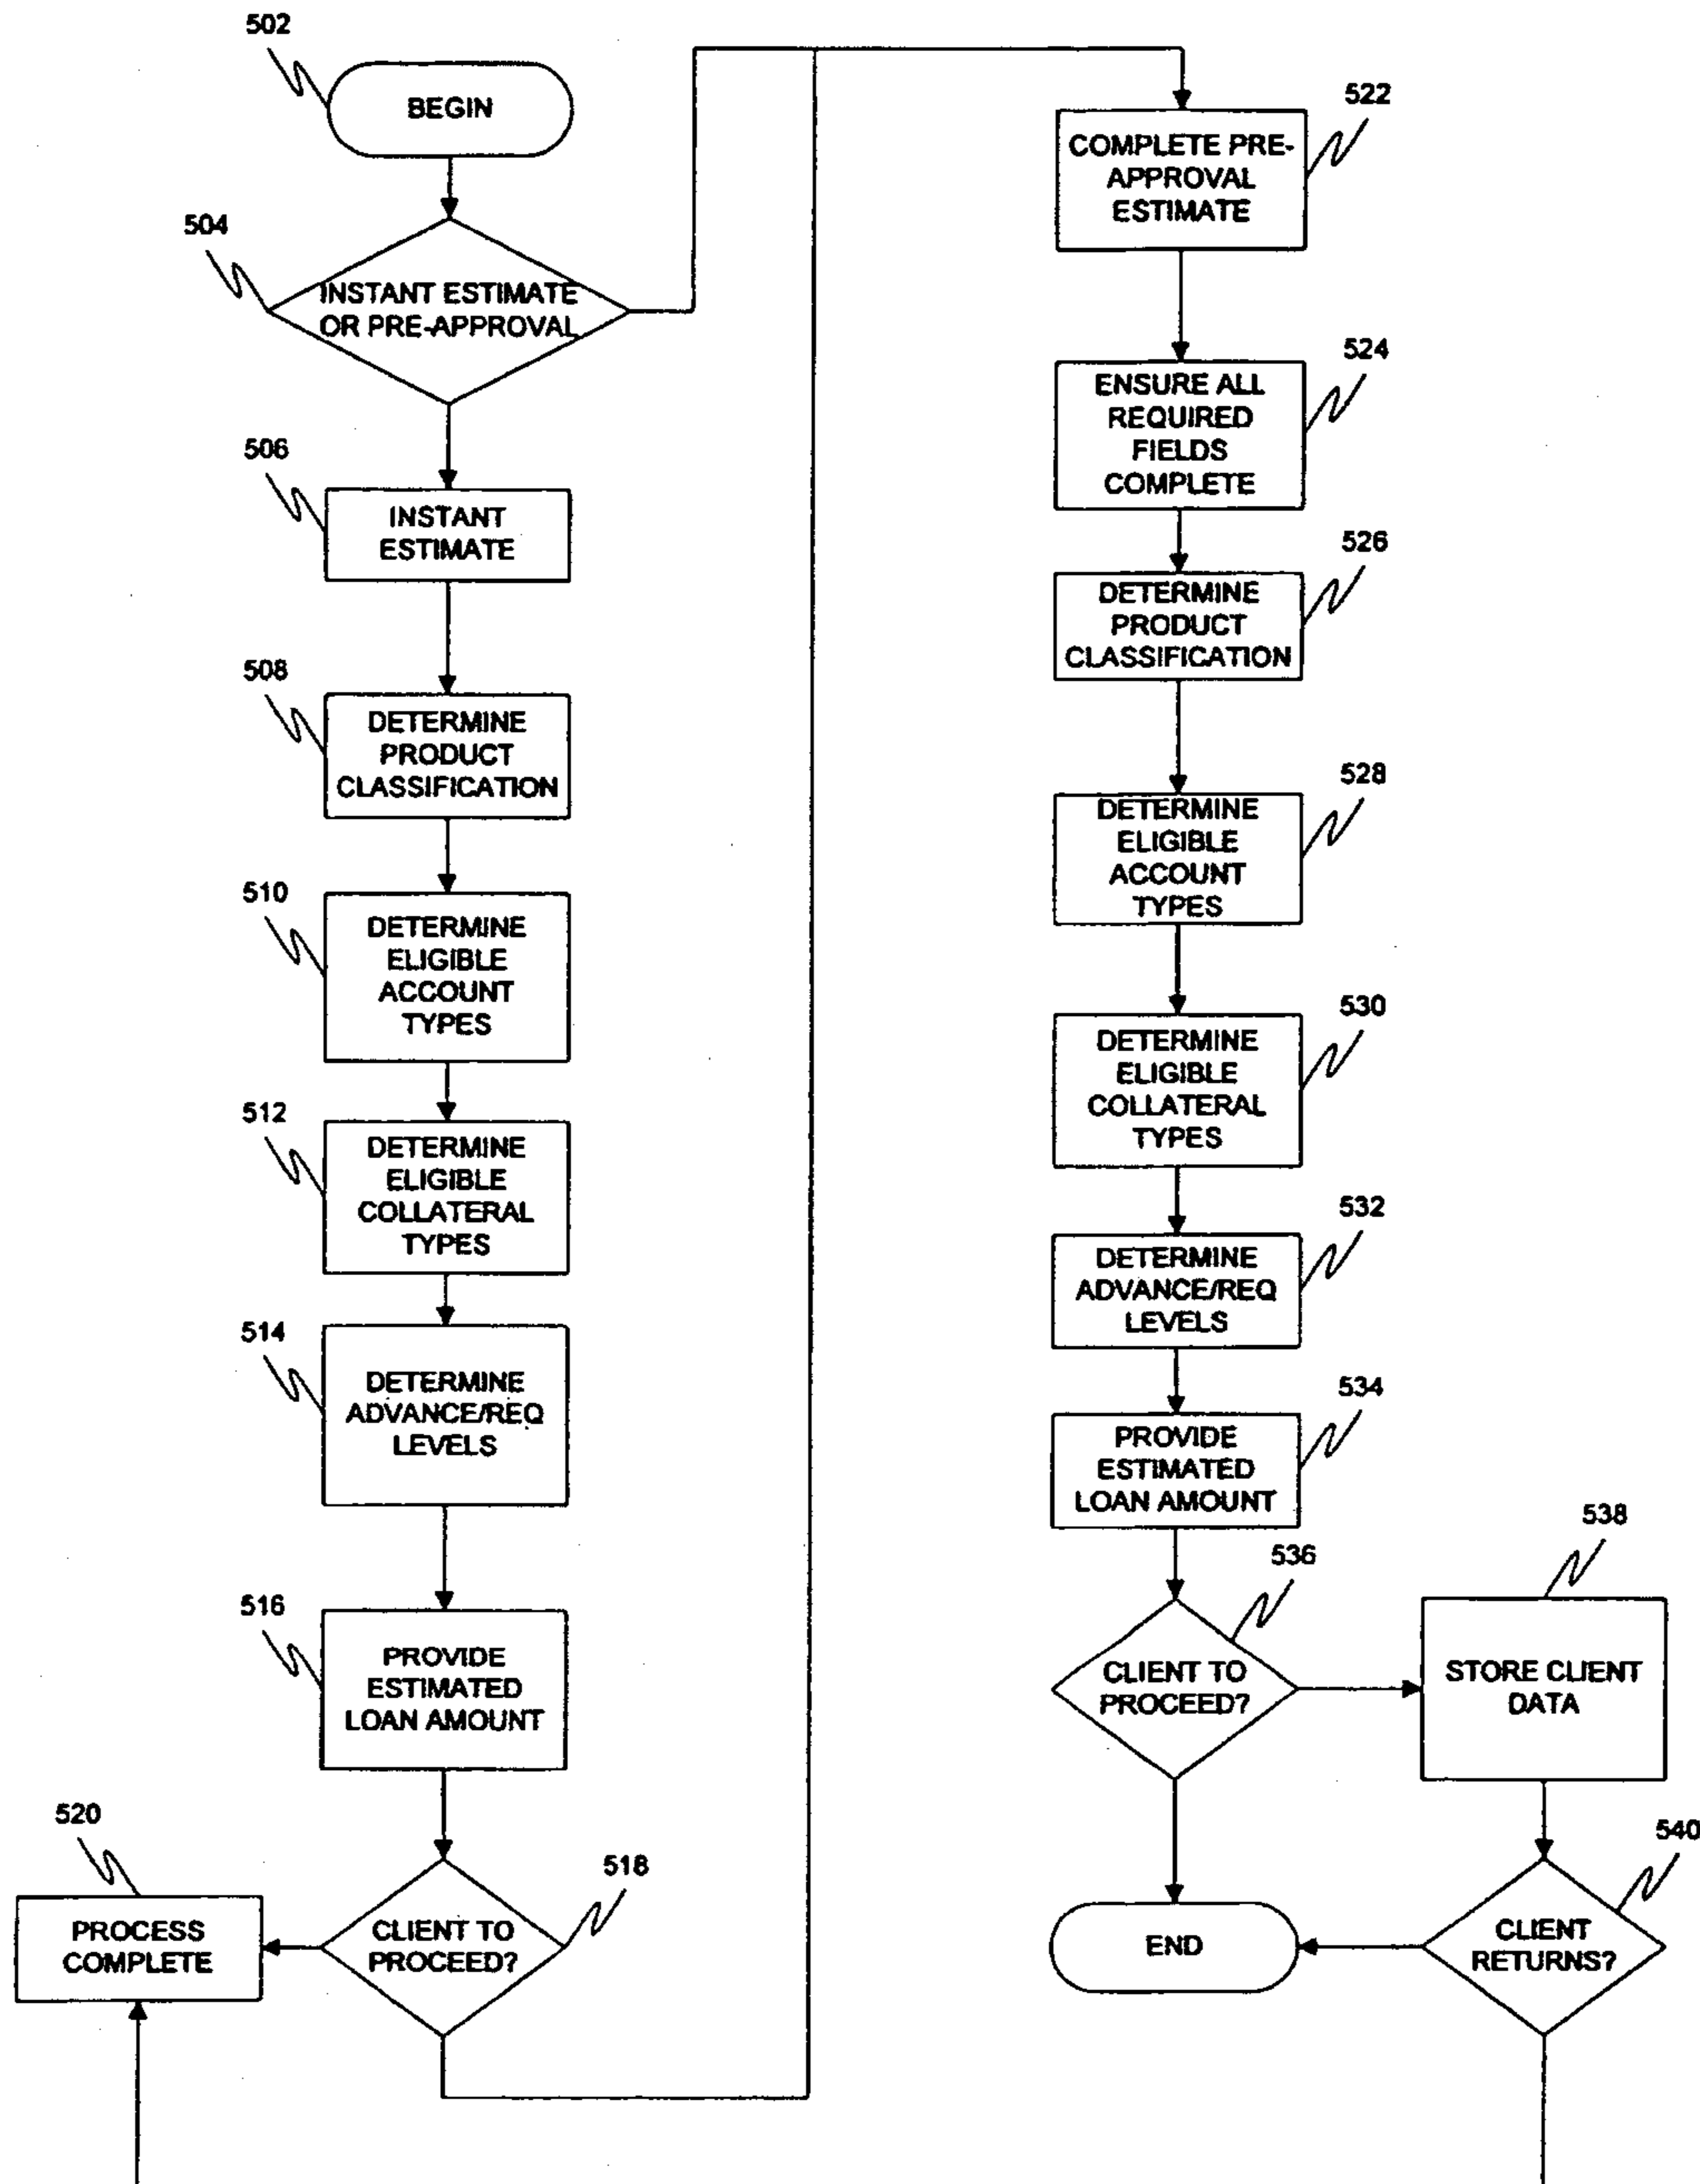 502
BEGIN
504
INSTANT ESTIMATE
OR PRE-APPROVAL
506
INSTANT
ESTIMATE
508
DETERMINE
PRODUCT
CLASSIFICATION
510
DETERMINE
ELIGIBLE
ACCOUNT
TYPES
512
DETERMINE
ELIGIBLE
COLLATERAL
TYPES
514
DETERMINE
ADVANCE/REQ
LEVELS
516
PROVIDE
ESTIMATED
LOAN AMOUNT
518
CLIENT TO
PROCEED?
520
PROCESS
COMPLETE
522
COMPLETE PRE-
APPROVAL
ESTIMATE
524
ENSURE ALL
REQUIRED
FIELDS
COMPLETE
526
DETERMINE
PRODUCT
CLASSIFICATION
528
DETERMINE
ELIGIBLE
ACCOUNT
TYPES
530
DETERMINE
ELIGIBLE
COLLATERAL
TYPES
532
DETERMINE
ADVANCE/REQ
LEVELS
534
PROVIDE
ESTIMATED
LOAN AMOUNT
536
CLIENT TO
PROCEED?
538
STORE CLIENT
DATA
540
CLIENT
RETURNS?
END